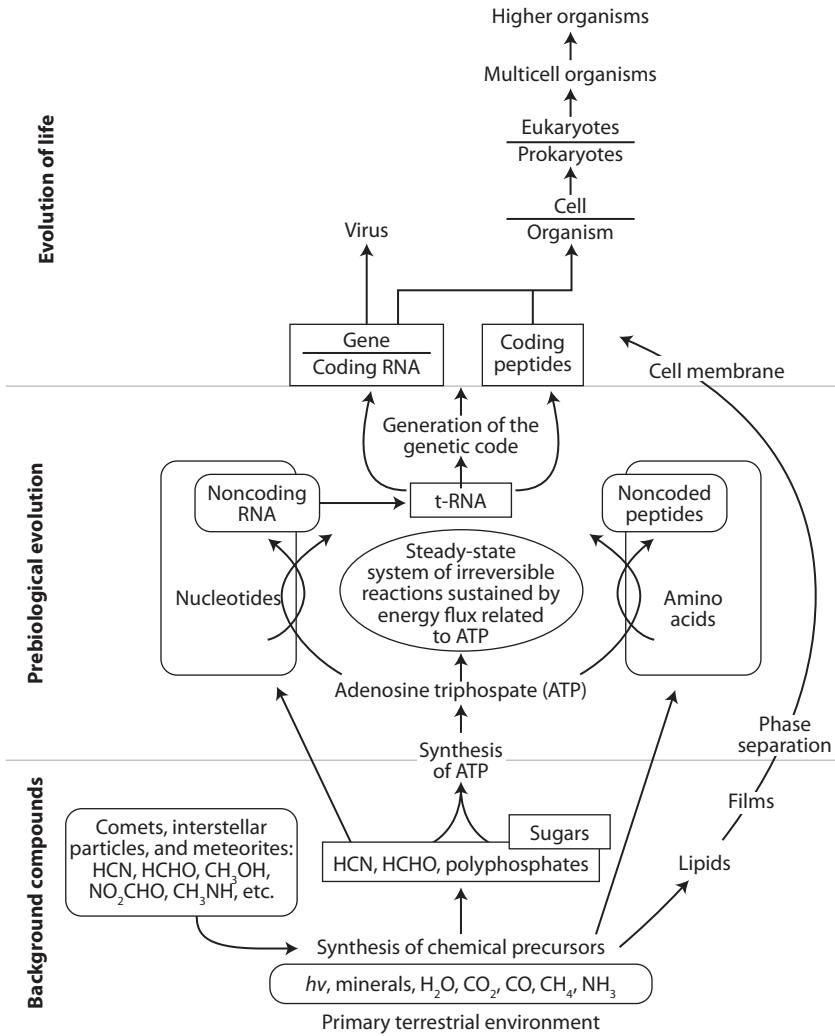 Higher organisms
Multicell organisms
Eukaryotes
Prokaryotes
Cell
Organism
Virus
Evolution of life
Gene
Coding RNA
Coding
peptides
Cell membrane
Generation of the
genetic code
Noncoding
RNA
t-RNA
Noncoded
peptides
Prebiological evolution
Nucleotides
Steady-state
system of irreversible
reactions sustained by
energy flux related
to ATP
Amino
acids
Adenosine triphospate (ATP)
Phase
separation
Synthesis
of ATP
Films
Background compounds
Comets, interstellar
particles, and meteorites:
HCN, HCHO, CH₃OH,
NO₂CHO, CH₃NH, etc.
Sugars
HCN, HCHO, polyphosphates
Lipids
Synthesis of chemical precursors
hv, minerals, H₂O, CO₂, CO, CH₄, NH₃
Primary terrestrial environment